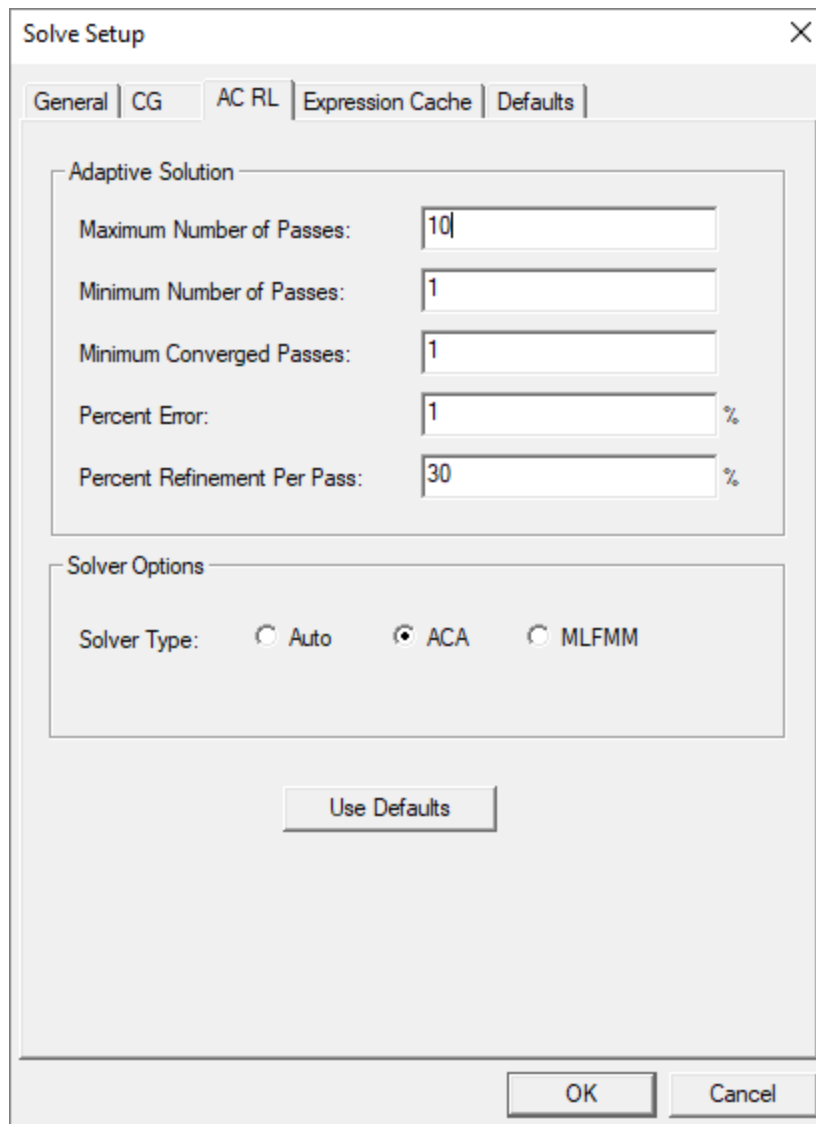 Solve Setup
General CG AC RL Expression Cache Defaults
Adaptive Solution
Maximum Number of Passes: 10
Minimum Number of Passes: 1
Minimum Converged Passes: 1
Percent Error: 1 %
Percent Refinement Per Pass: 30 %
Solver Options
Solver Type: Auto ACA MLFMM
Use Defaults
OK Cancel